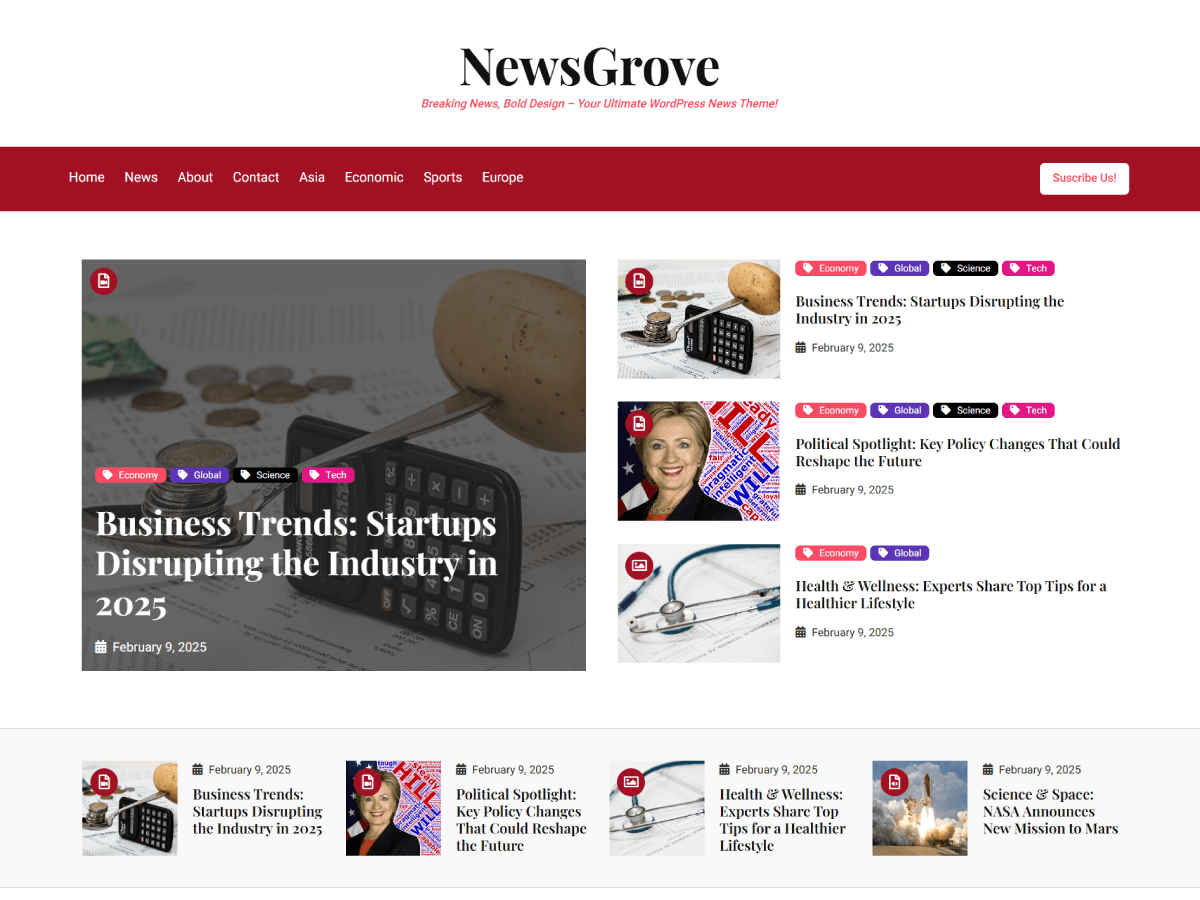 NewsGrove
Breaking News, Bold Design – Your Ultimate WordPress News Theme!
Home News About Contact Asia Economic Sports Europe
Suscribe Us!
Economy Global Science Tech
Business Trends: Startups
Disrupting the Industry in
2025
February 9, 2025
Economy Global Science Tech
Business Trends: Startups Disrupting the
Industry in 2025
February 9, 2025
HILL
WILL
pragmatic
intelligent
fair
loyal
Economy Global Science Tech
Political Spotlight: Key Policy Changes That Could
Reshape the Future
February 9, 2025
Economy Global
Health & Wellness: Experts Share Top Tips for a
Healthier Lifestyle
February 9, 2025
February 9, 2025
Business Trends:
Startups Disrupting
the Industry in 2025
February 9, 2025
Political Spotlight:
Key Policy Changes
That Could Reshape
the Future
February 9, 2025
Health & Wellness:
Experts Share Top
Tips for a Healthier
Lifestyle
February 9, 2025
Science & Space:
NASA Announces
New Mission to Mars